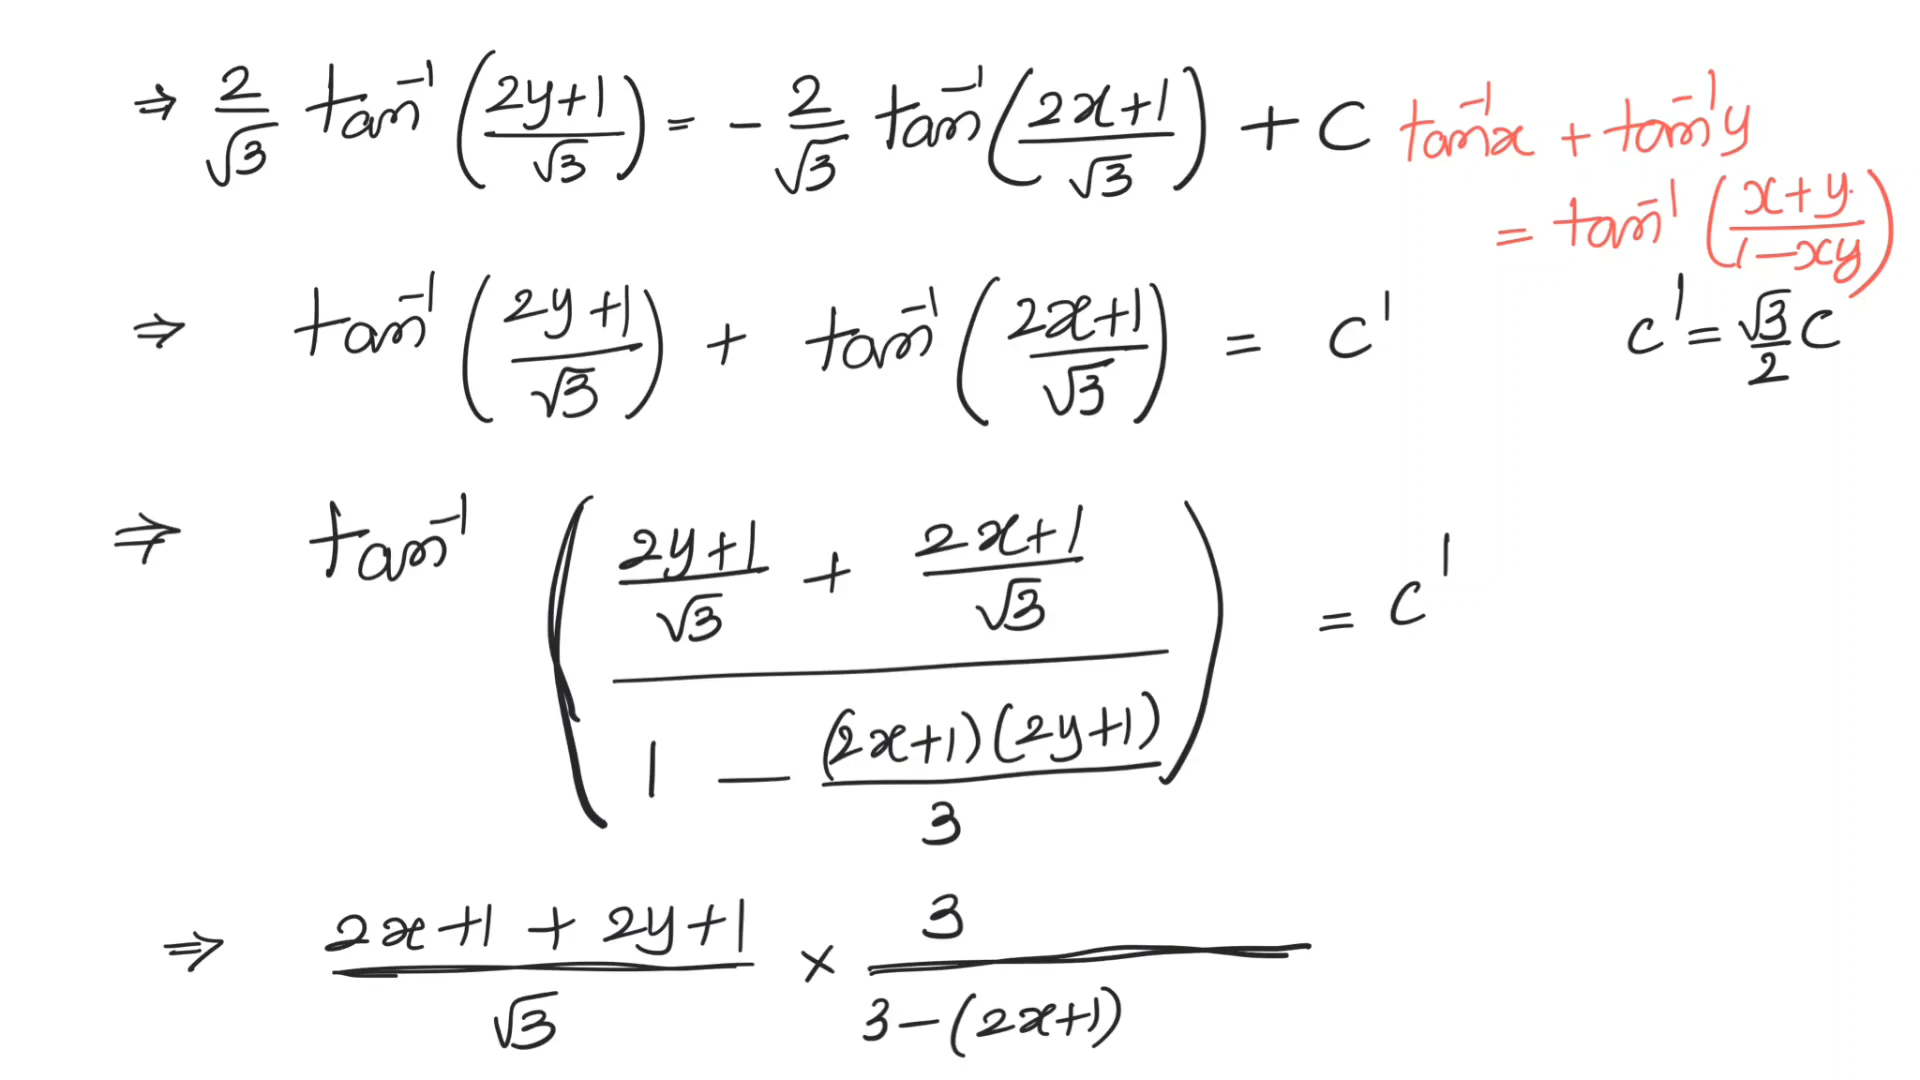 ⇒ 2/√3 tan⁻¹((2y+1)/√3) = - 2/√3 tan⁻¹((2x+1)/√3) + C
tan⁻¹x + tan⁻¹y
= tan⁻¹((x+y)/(1-xy))
⇒ tan⁻¹((2y+1)/√3) + tan⁻¹((2x+1)/√3) = C'
C' = √3/2 C
⇒ tan⁻¹(((2y+1)/√3 + (2x+1)/√3)/(1 - (2x+1)(2y+1)/3)) = C'
⇒ (2x+1+2y+1)/√3 × 3/(3-(2x+1)